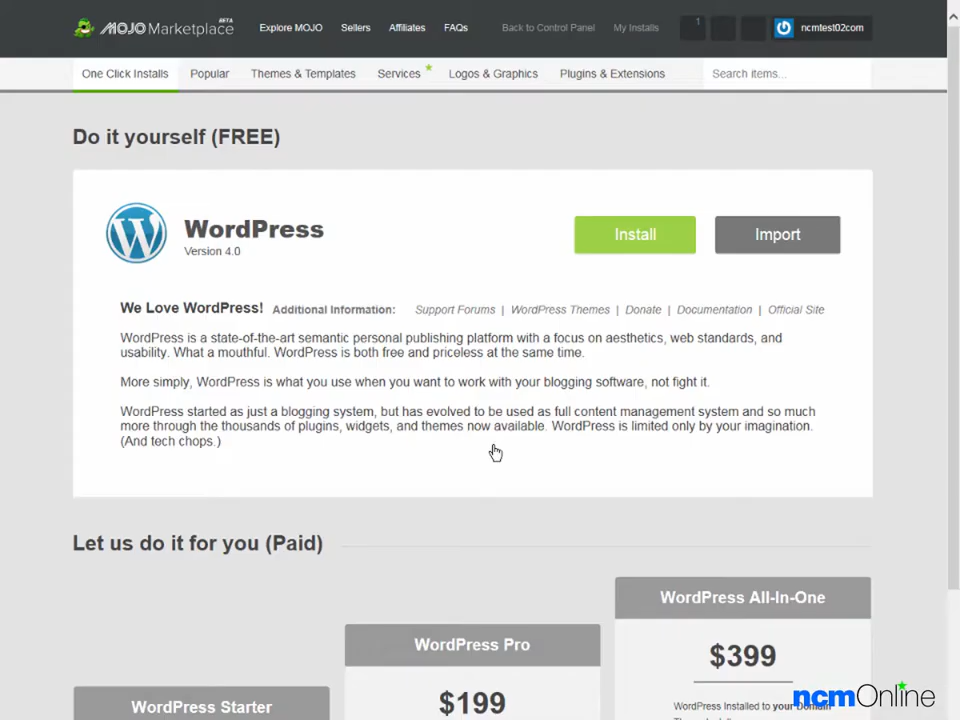 MOJO Marketplace BETA
Explore MOJO Sellers Affiliates FAQs Back to Control Panel My Installs 1 ncmtest02com
One Click Installs Popular Themes & Templates Services Logos & Graphics Plugins & Extensions Search items...
Do it yourself (FREE)
WordPress
Version 4.0
Install Import
We Love WordPress! Additional Information: Support Forums | WordPress Themes | Donate | Documentation | Official Site
WordPress is a state-of-the-art semantic personal publishing platform with a focus on aesthetics, web standards, and
usability. What a mouthful. WordPress is both free and priceless at the same time.
More simply, WordPress is what you use when you want to work with your blogging software, not fight it.
WordPress started as just a blogging system, but has evolved to be used as full content management system and so much
more through the thousands of plugins, widgets, and themes now available. WordPress is limited only by your imagination.
(And tech chops.)
Let us do it for you (Paid)
WordPress All-In-One
$399
WordPress Installed to your Domain
WordPress Pro
$199
WordPress Starter
ncmOnline